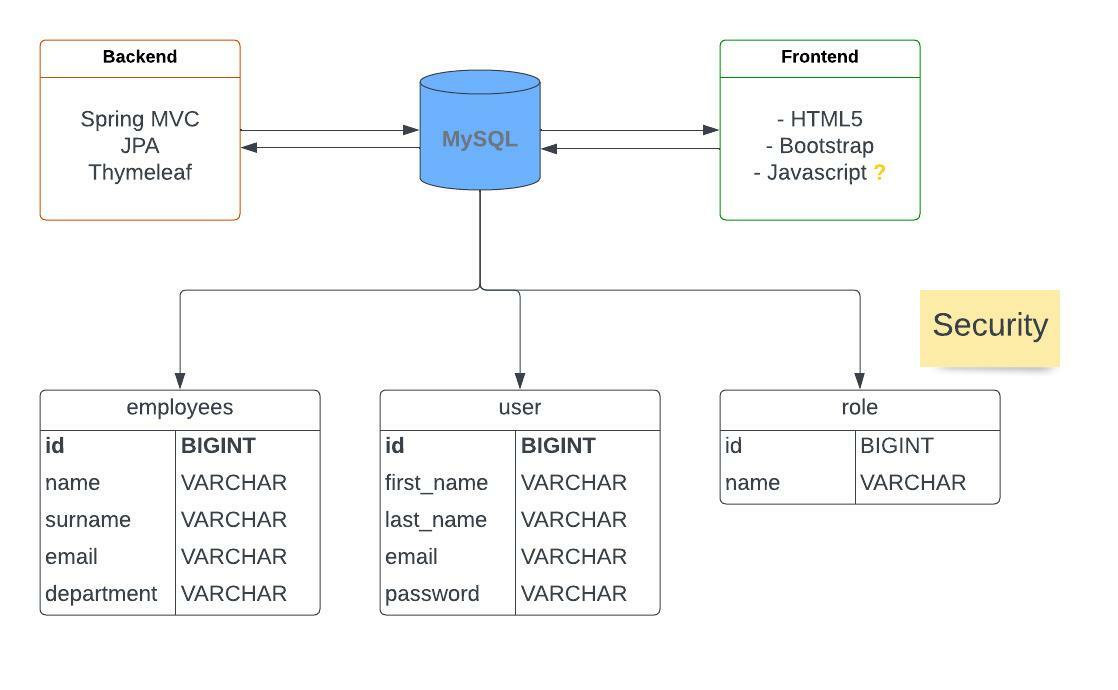 Backend
Spring MVC
JPA
Thymeleaf
MySQL
Frontend
- HTML5
- Bootstrap
- Javascript ?
Security
employees
id BIGINT
name VARCHAR
surname VARCHAR
email VARCHAR
department VARCHAR
user
id BIGINT
first_name VARCHAR
last_name VARCHAR
email VARCHAR
password VARCHAR
role
id BIGINT
name VARCHAR